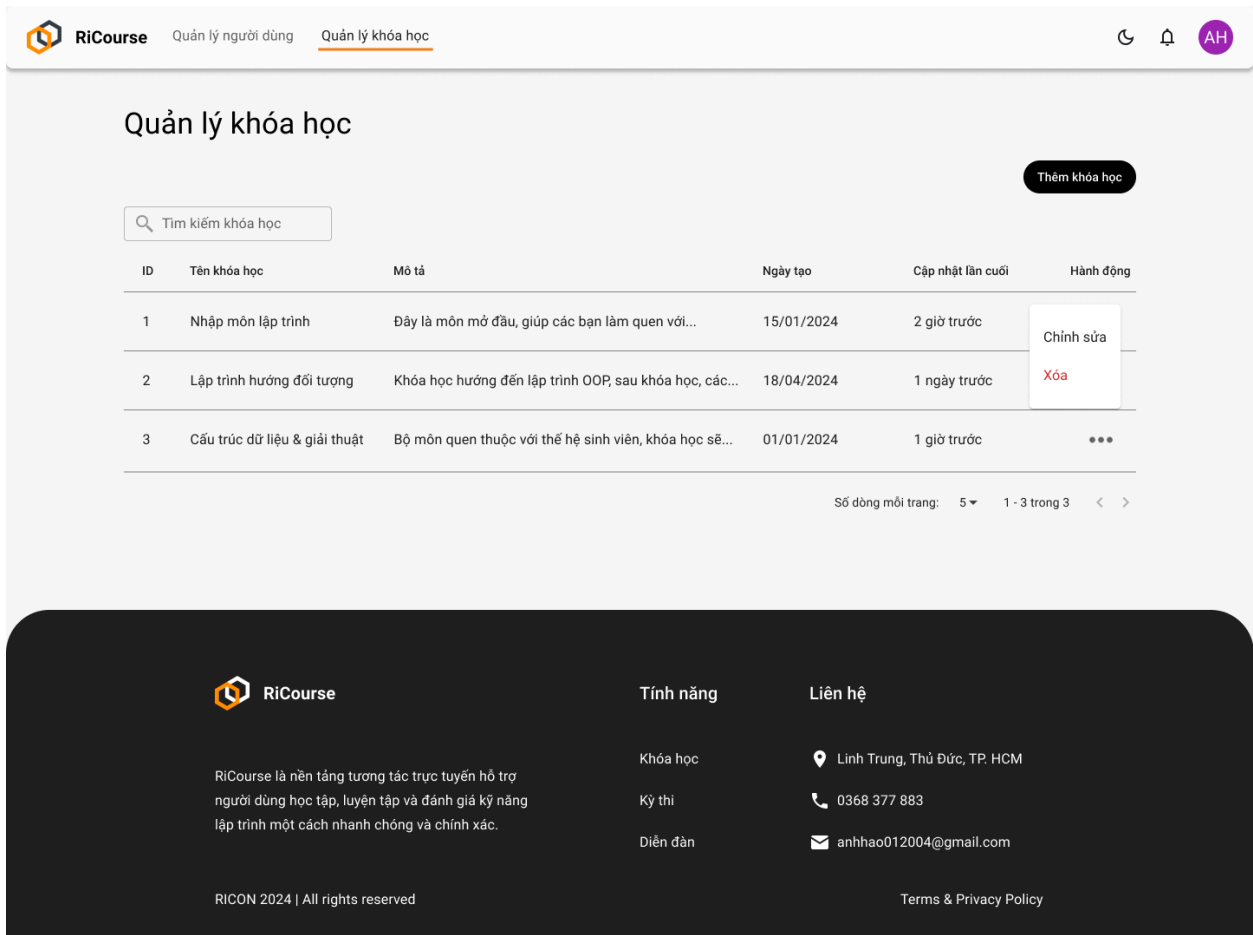 RiCourse Quản lý người dùng Quản lý khóa học AH
Quản lý khóa học
Thêm khóa học
Tìm kiếm khóa học
ID Tên khóa học Mô tả Ngày tạo Cập nhật lần cuối Hành động
1 Nhập môn lập trình Đây là môn mở đầu, giúp các bạn làm quen với... 15/01/2024 2 giờ trước
Chỉnh sửa
2 Lập trình hướng đối tượng Khóa học hướng đến lập trình OOP, sau khóa học, các... 18/04/2024 1 ngày trước
Xóa
3 Cấu trúc dữ liệu & giải thuật Bộ môn quen thuộc với thế hệ sinh viên, khóa học sẽ... 01/01/2024 1 giờ trước
Số dòng mỗi trang: 5 1 - 3 trong 3
RiCourse Tính năng Liên hệ
Khóa học Linh Trung, Thủ Đức, TP. HCM
RiCourse là nền tảng tương tác trực tuyến hỗ trợ
người dùng học tập, luyện tập và đánh giá kỹ năng Kỳ thi 0368 377 883
lập trình một cách nhanh chóng và chính xác.
Diễn đàn anhhao012004@gmail.com
RICON 2024 | All rights reserved Terms & Privacy Policy